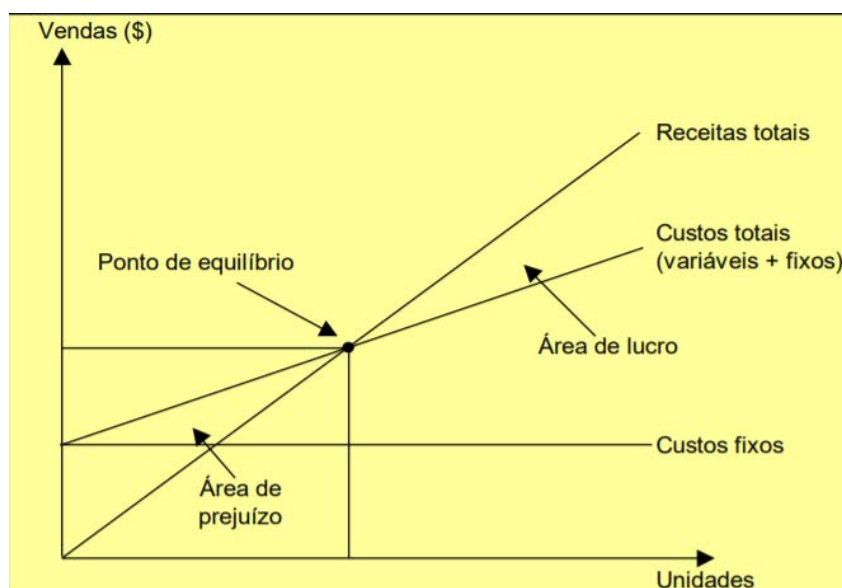 Vendas ($)
Receitas totais
Custos totais
(variáveis + fixos)
Ponto de equilíbrio
Área de lucro
Custos fixos
Área de
prejuízo
Unidades